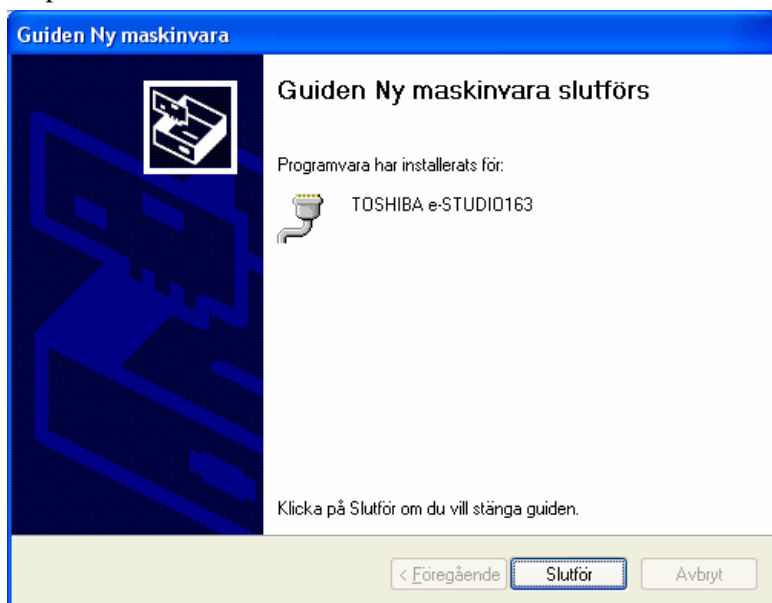 Guiden Ny maskinvara
Guiden Ny maskinvara slutförs
Programvara har installerats för:
TOSHIBA e-STUDIO163
Klicka på Slutför om du vill stänga guiden.
< Föregående Slutför Avbryt